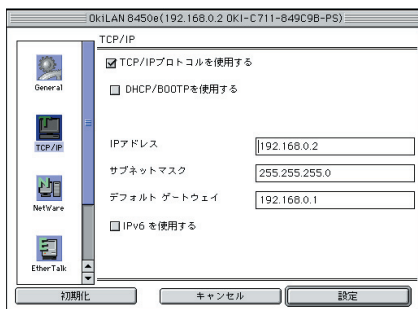 OkiLAN 8450e(192.168.0.2 OKI-C711-849C9B-PS)
TCP/IP
General
TCP/IP
NetWare
EtherTalk
TCP/IPプロトコルを使用する
DHCP/BOOTPを使用する
IPアドレス 192.168.0.2
サブネットマスク 255.255.255.0
デフォルト ゲートウェイ 192.168.0.1
IPv6 を使用する
初期化 キャンセル 設定